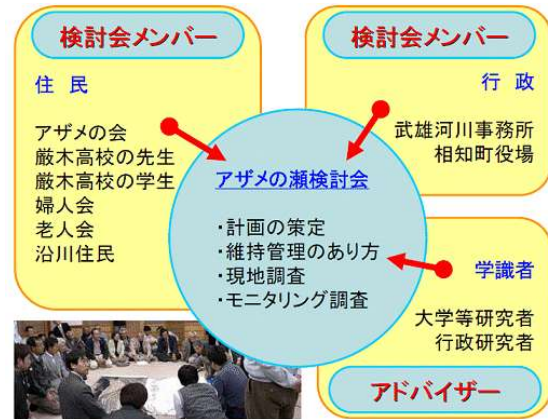 検討会メンバー
住 民
アザメの会
厳木高校の先生
厳木高校の学生
婦人会
老人会
沿川住民
検討会メンバー
行 政
武雄河川事務所
相知町役場
アザメの瀬検討会
・計画の策定
・維持管理のあり方
・現地調査
・モニタリング調査
学識者
大学等研究者
行政研究者
アドバイザー